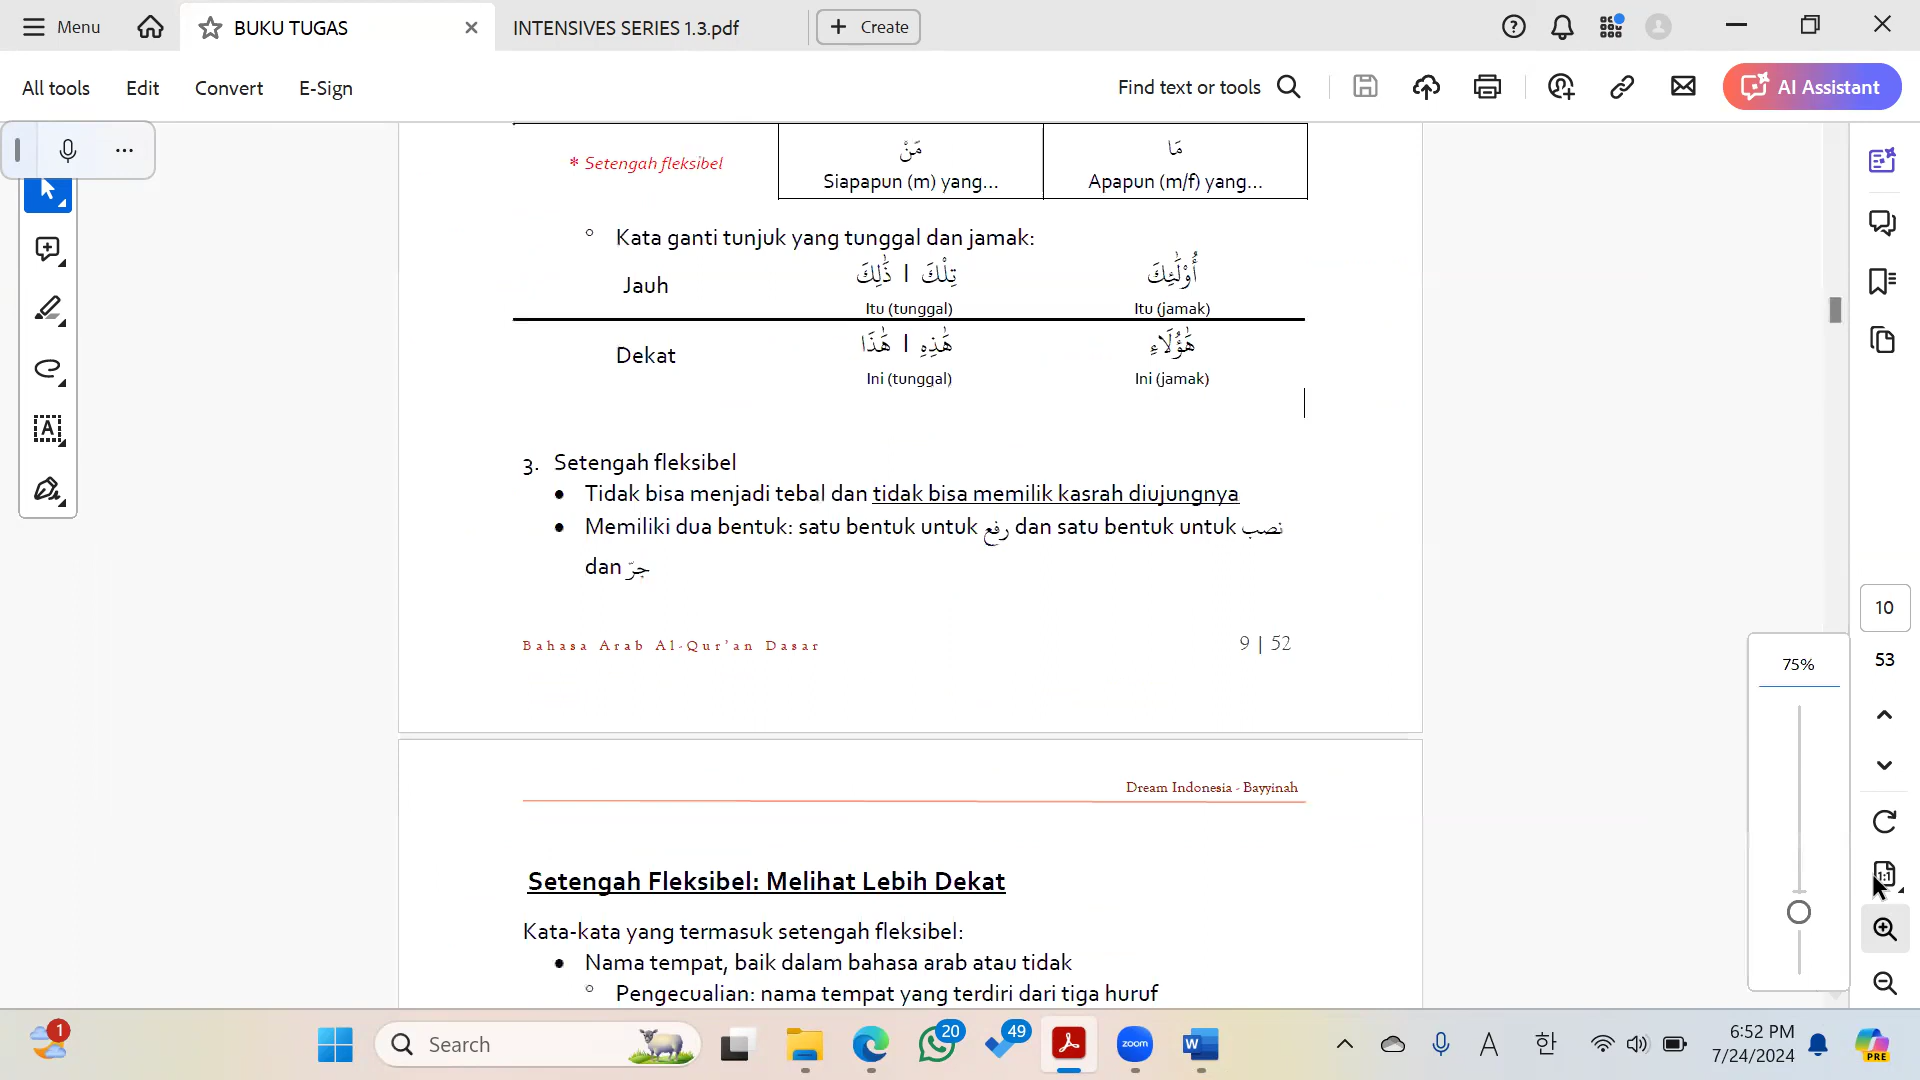 Menu
BUKU TUGAS
INTENSIVES SERIES 1.3.pdf
Create
All tools
Edit
Convert
E-Sign
Find text or tools
AI Assistant
* Setengah fleksibel
مَنْ
مَا
Siapapun (m) yang...
Apapun (m/f) yang...
Kata ganti tunjuk yang tunggal dan jamak:
Jauh
ذَٰلِكَ | تِلْكَ
أُوْلَٰئِكَ
Itu (tunggal)
Itu (jamak)
Dekat
هَٰذَا | هَٰذِهِ
هَٰؤُلَاءِ
Ini (tunggal)
Ini (jamak)
3. Setengah fleksibel
• Tidak bisa menjadi tebal dan tidak bisa memilik kasrah diujungnya
• Memiliki dua bentuk: satu bentuk untuk رفع dan satu bentuk untuk نصب
dan جرّ
Bahasa Arab Al-Qur'an Dasar
9 | 52
Dream Indonesia - Bayyinah
Setengah Fleksibel: Melihat Lebih Dekat
Kata-kata yang termasuk setengah fleksibel:
• Nama tempat, baik dalam bahasa arab atau tidak
° Pengecualian: nama tempat yang terdiri dari tiga huruf
10
53
75%
1:1
1
Search
20
49
zoom
W
A
한
6:52 PM
7/24/2024
PRE